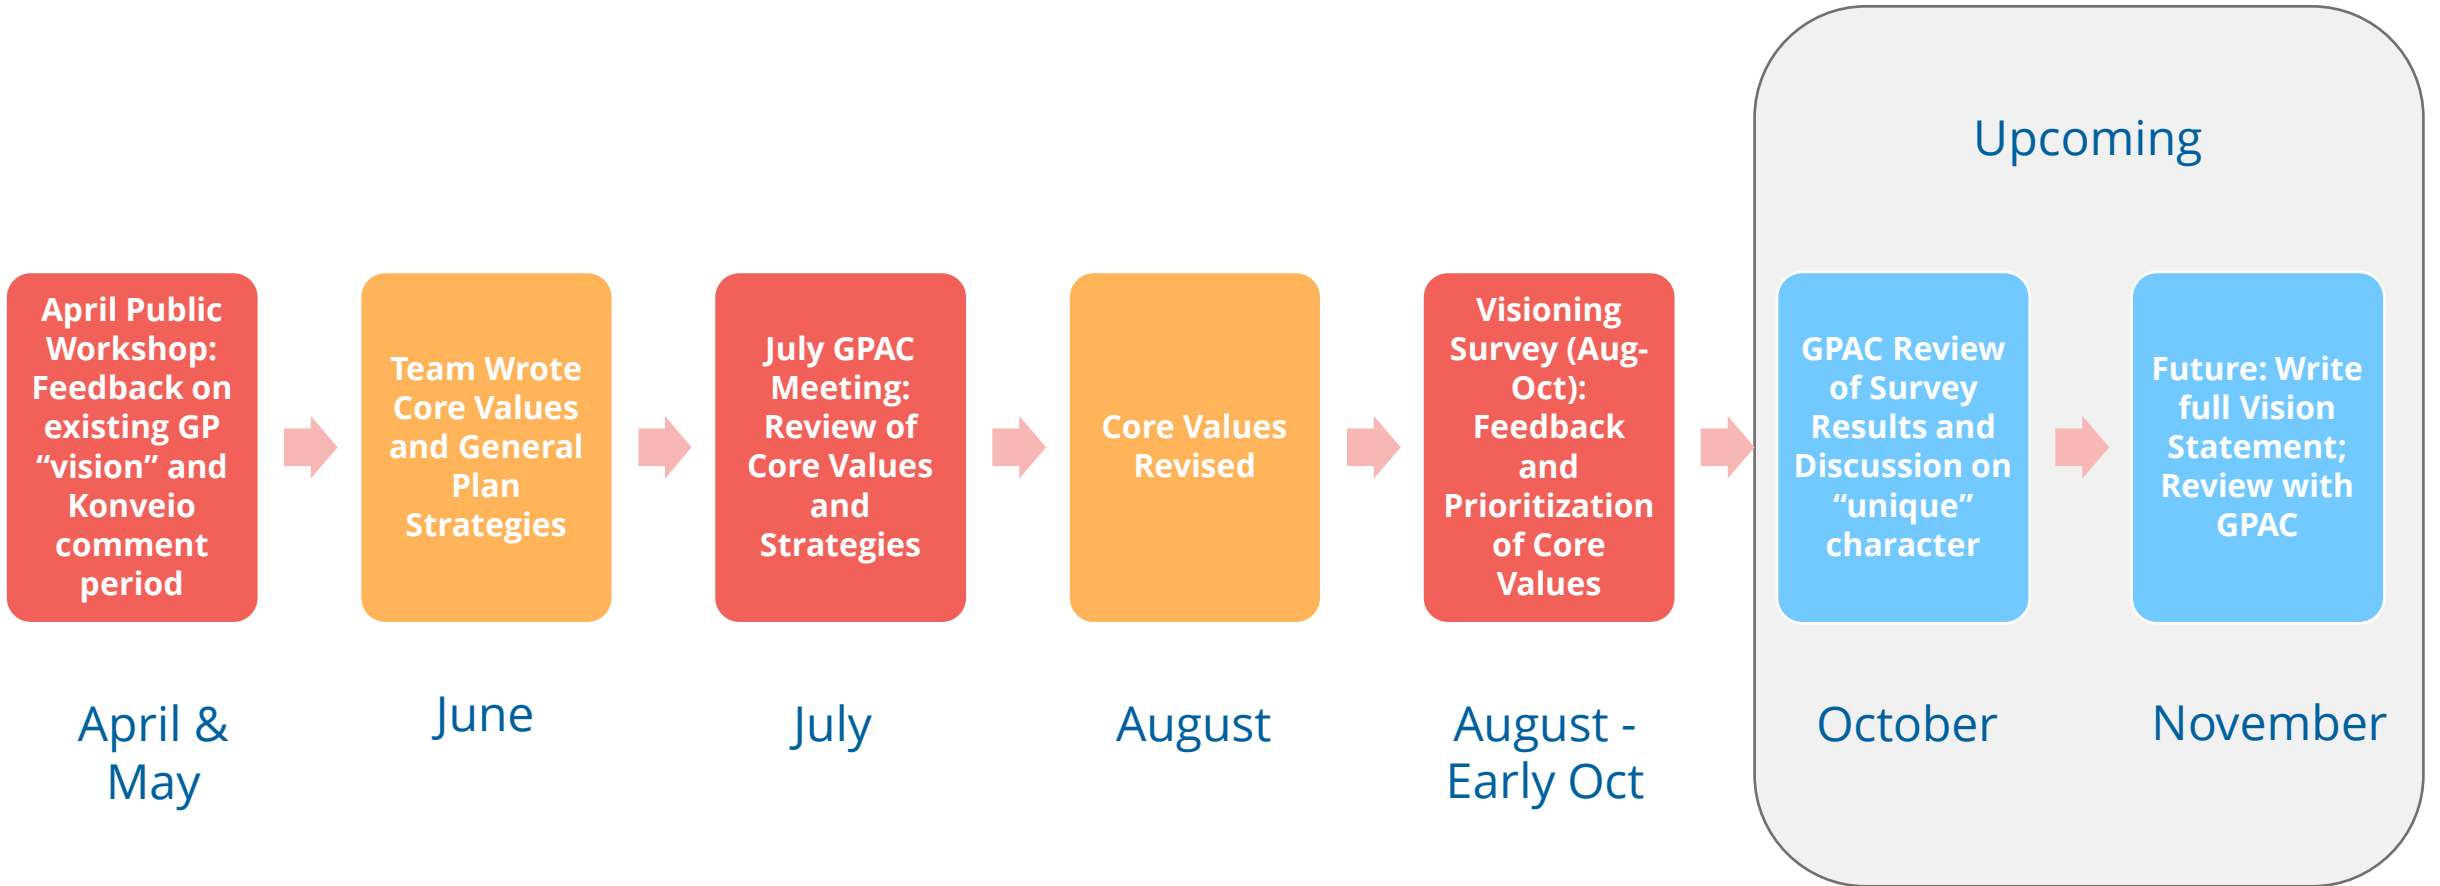 Upcoming
April Public
Workshop:
Feedback on
existing GP
“vision” and
Konveio
comment
period
Team Wrote
Core Values
and General
Plan
Strategies
July GPAC
Meeting:
Review of
Core Values
and
Strategies
Core Values
Revised
Visioning
Survey (Aug-
Oct):
Feedback
and
Prioritization
of Core
Values
GPAC Review
of Survey
Results and
Discussion on
“unique”
character
Future: Write
full Vision
Statement;
Review with
GPAC
April &
May
June
July
August
August -
Early Oct
October
November